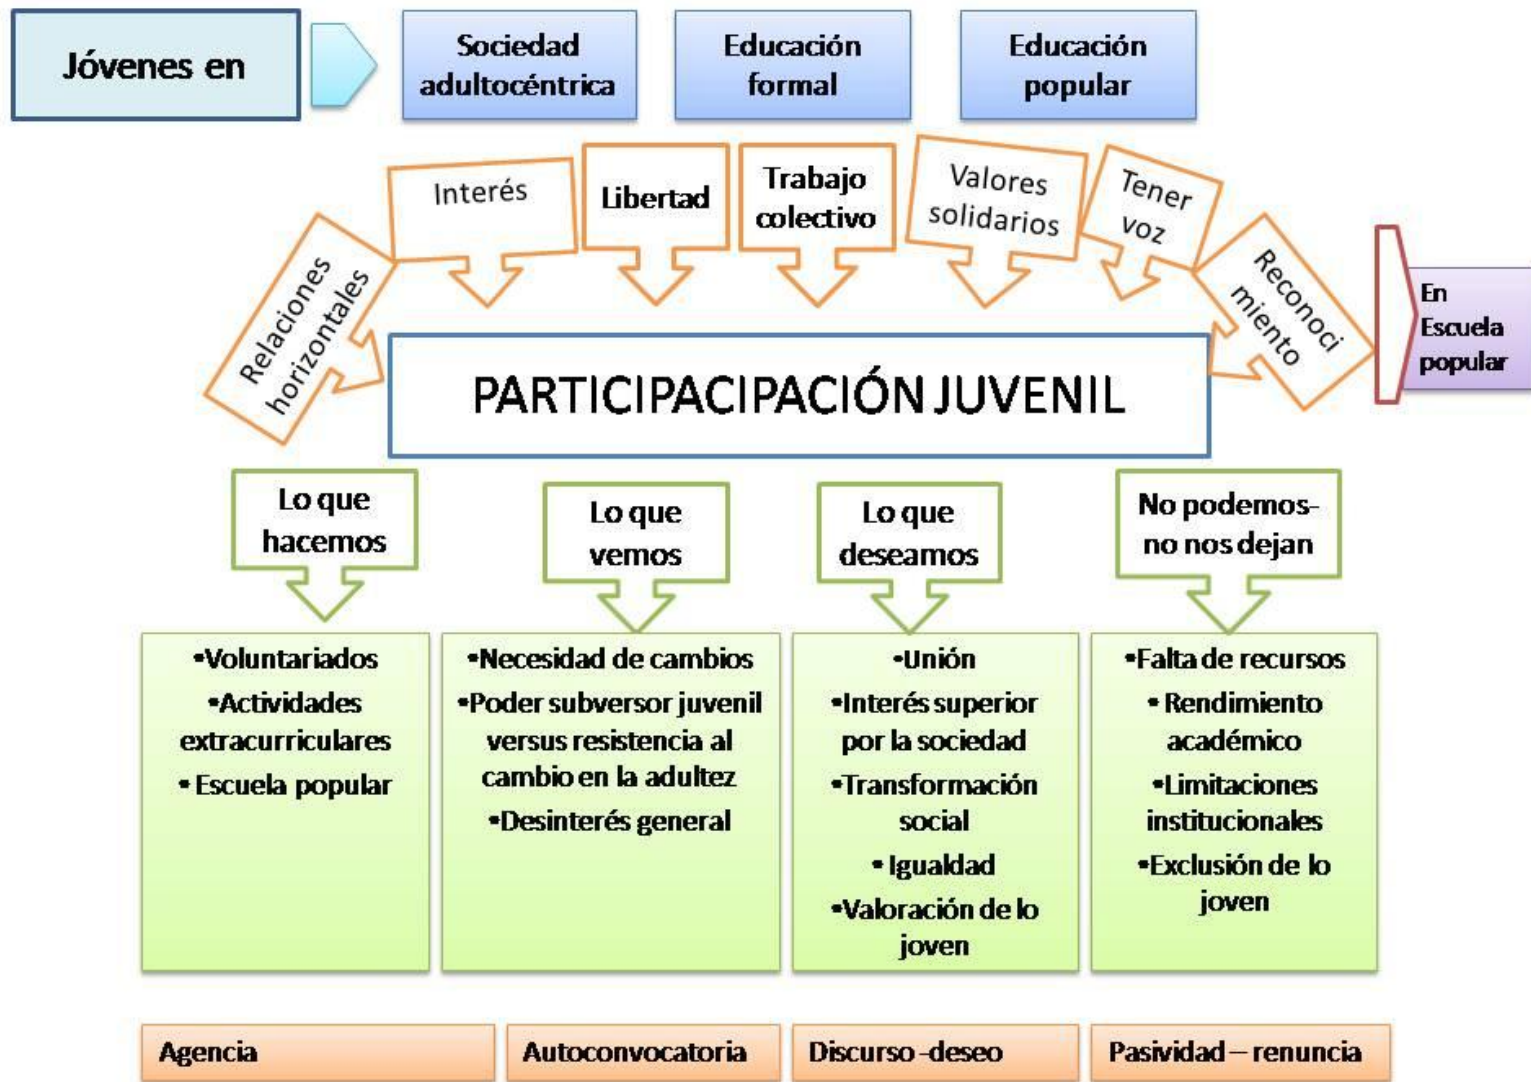 Jóvenes en
Sociedad
adultocéntrica
Educación
formal
Educación
popular
Relaciones
horizontales
Interés
Libertad
Trabajo
colectivo
Valores
solidarios
Tener
voz
Reconoci
miento
En
Escuela
popular
PARTICIPACIPACIÓN JUVENIL
Lo que
hacemos
Lo que
vemos
Lo que
deseamos
No podemos-
no nos dejan
•Voluntariados
•Actividades
extracurriculares
• Escuela popular
•Necesidad de cambios
•Poder subversor juvenil
versus resistencia al
cambio en la adultez
•Desinterés general
•Unión
•Interés superior
por la sociedad
•Transformación
social
• Igualdad
•Valoración de lo
joven
•Falta de recursos
• Rendimiento
académico
•Limitaciones
institucionales
•Exclusión de lo
joven
Agencia
Autoconvocatoria
Discurso -deseo
Pasividad – renuncia